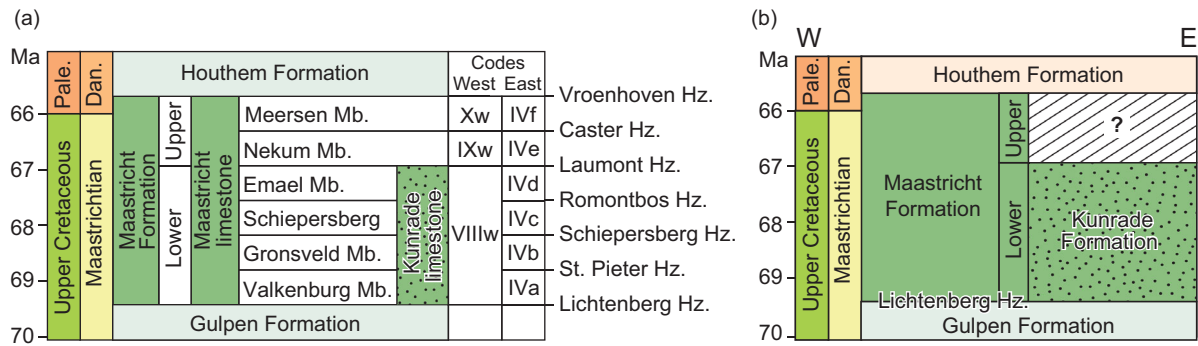 (a)
Ma
66
67
68
69
70
Pale.
Dan.
Upper Cretaceous
Maastrichtian
Houthem Formation
Codes
West East
Maastricht
Formation
Upper
Lower
Maastricht
limestone
Meersen Mb.
Nekum Mb.
Emael Mb.
Schiepersberg
Gronsveld Mb.
Valkenburg Mb.
Kunrade
limestone
Xw
IXw
VIIIw
IVf
IVe
IVd
IVc
IVb
IVa
Vroenhoven Hz.
Caster Hz.
Laumont Hz.
Romontbos Hz.
Schiepersberg Hz.
St. Pieter Hz.
Lichtenberg Hz.
Gulpen Formation
(b)
W E
Ma
66
67
68
69
70
Pale.
Dan.
Upper Cretaceous
Maastrichtian
Houthem Formation
Maastricht
Formation
Upper
Lower
?
Kunrade
Formation
Lichtenberg Hz.
Gulpen Formation